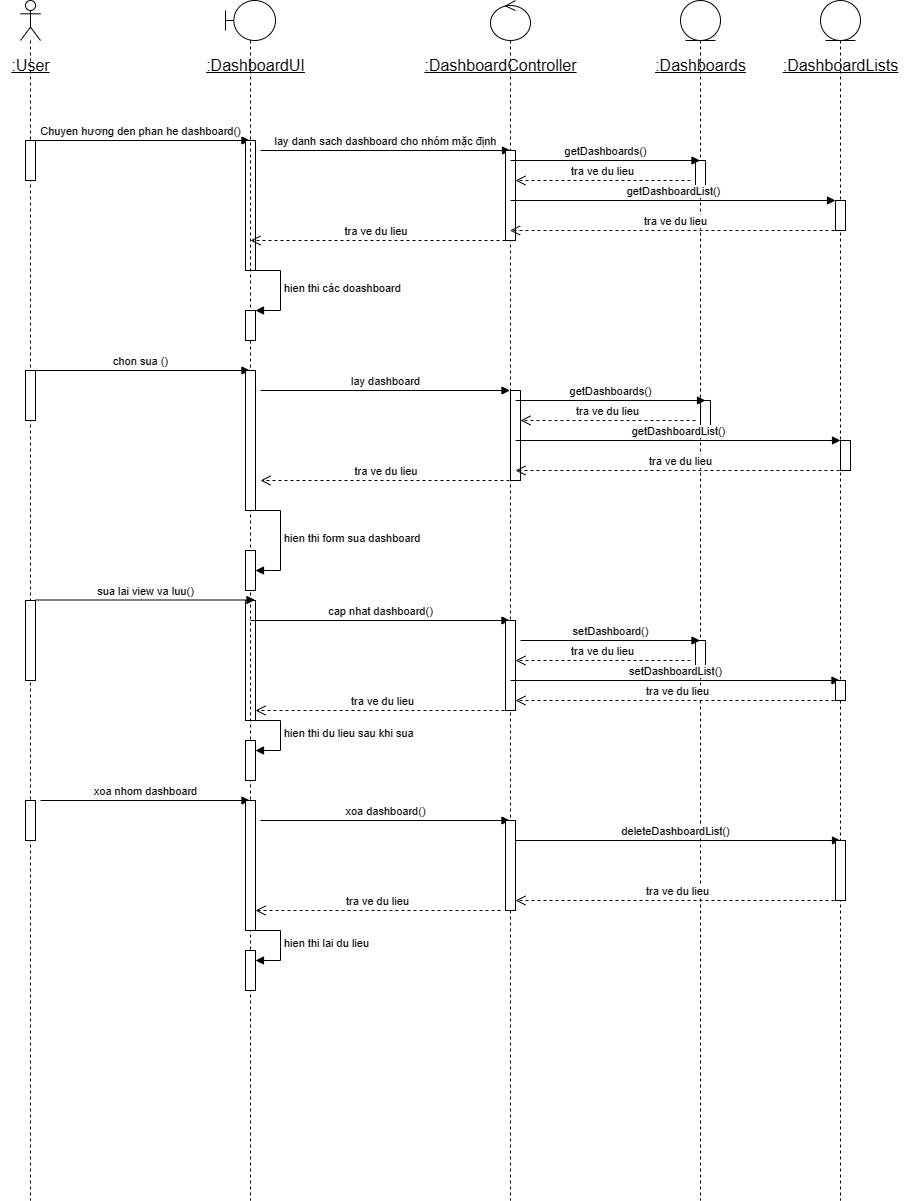 :User
:DashboardUI
:DashboardController
:Dashboards
:DashboardLists
Chuyen hương den phan he dashboard()
lay danh sach dashboard cho nhóm mặc định
getDashboards()
tra ve du lieu
getDashboardList()
tra ve du lieu
tra ve du lieu
hien thi các doashboard
chon sua ()
lay dashboard
getDashboards()
tra ve du lieu
getDashboardList()
tra ve du lieu
tra ve du lieu
hien thi form sua dashboard
sua lai view va luu()
cap nhat dashboard()
setDashboard()
tra ve du lieu
setDashboardList()
tra ve du lieu
tra ve du lieu
hien thi du lieu sau khi sua
xoa nhom dashboard
xoa dashboard()
deleteDashboardList()
tra ve du lieu
tra ve du lieu
hien thi lai du lieu